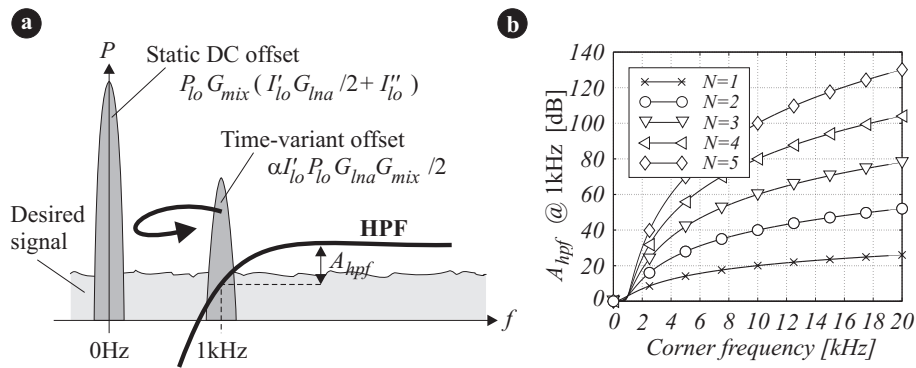 a
P
Static DC offset
P_lo G_mix ( I'_lo G_lna /2+ I''_lo )
Time-variant offset
αI'_lo P_lo G_lna G_mix /2
Desired
signal
HPF
A_hpf
f
0Hz
1kHz
b
A_hpf @ 1kHz [dB]
140
120
100
80
60
40
20
0
N=1
N=2
N=3
N=4
N=5
0 2 4 6 8 10 12 14 16 18 20
Corner frequency [kHz]